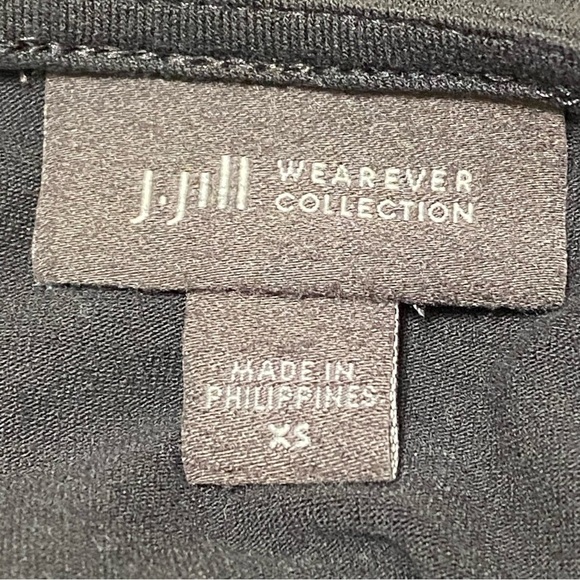 J.Jill WEAREVER
COLLECTION
MADE IN
PHILIPPINES
XS